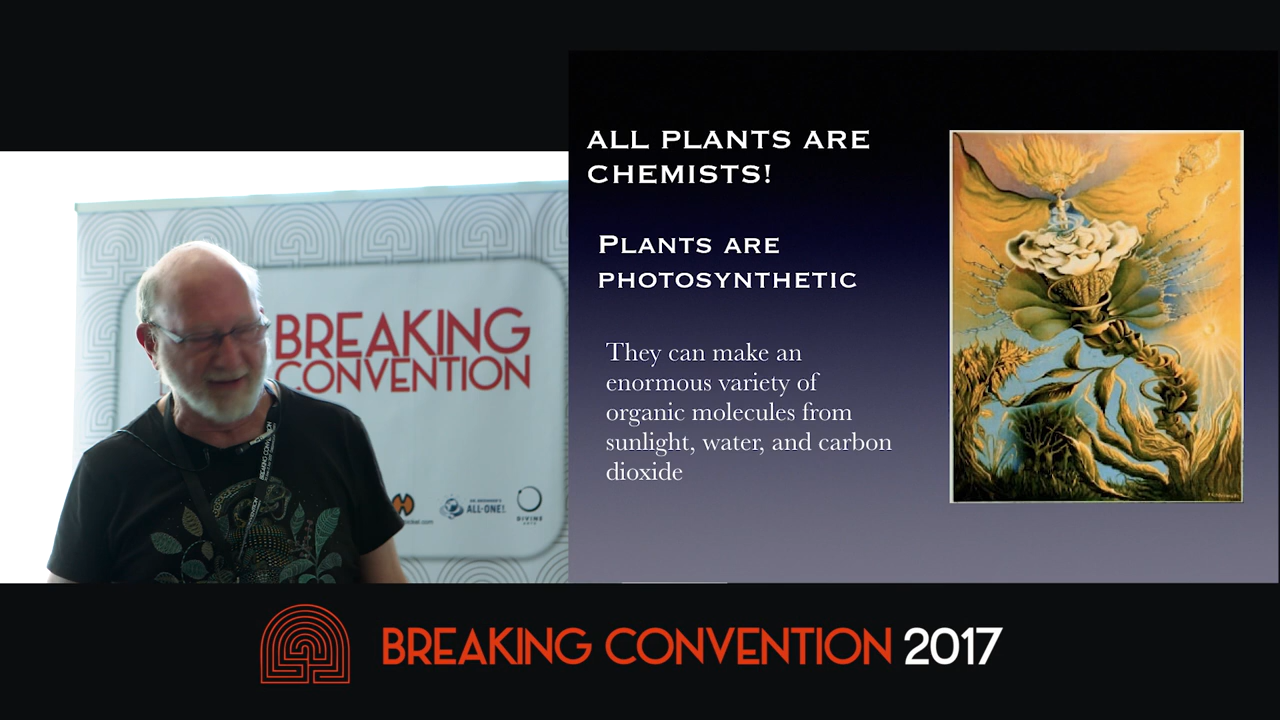 ALL PLANTS ARE
CHEMISTS!
PLANTS ARE
PHOTOSYNTHETIC
They can make an
enormous variety of
organic molecules from
sunlight, water, and carbon
dioxide
BREAKING
CONVENTION
ALL-ONE!
DIVINE
BREAKING CONVENTION 2017